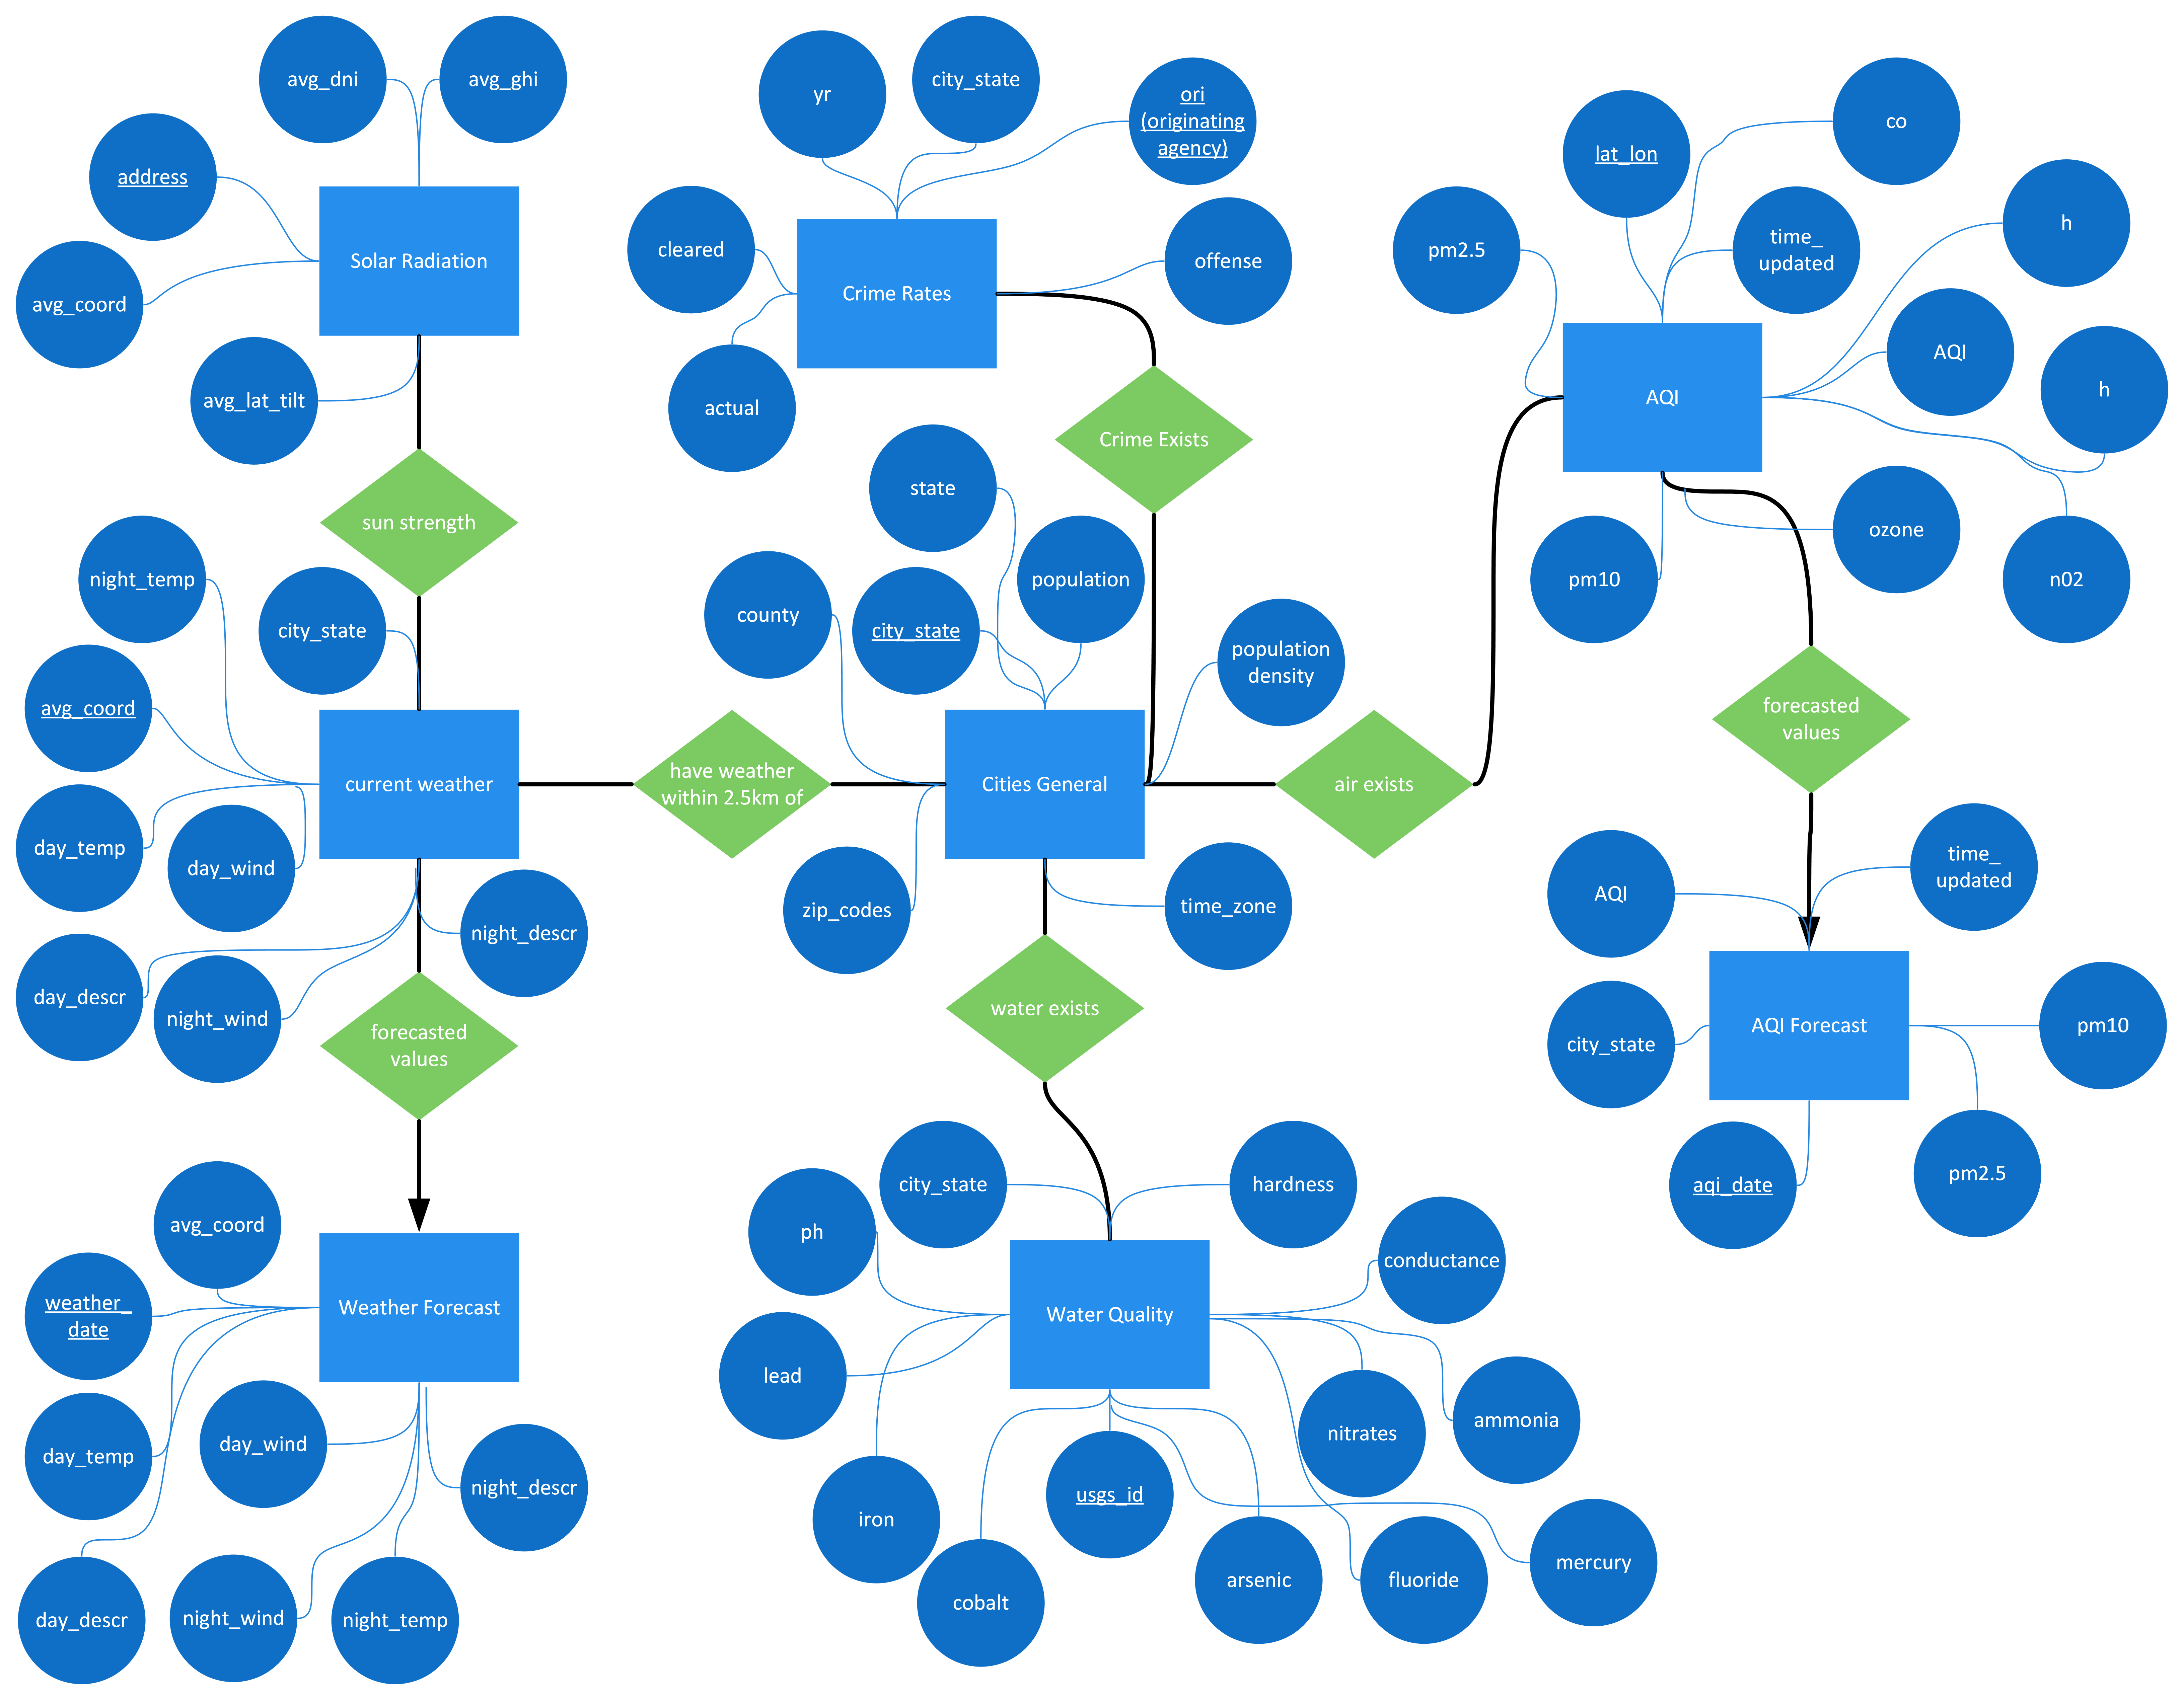 avg_dni
avg_ghi
address
Solar Radiation
avg_coord
avg_lat_tilt
sun strength
night_temp
city_state
avg_coord
current weather
day_temp
day_wind
night_descr
day_descr
night_wind
forecasted
values
avg_coord
weather_
date
Weather Forecast
day_temp
day_wind
night_descr
day_descr
night_wind
night_temp
yr
city_state
ori
(originating
agency)
cleared
offense
Crime Rates
actual
Crime Exists
state
population
county
city_state
population
density
have weather
within 2.5km of
Cities General
air exists
zip_codes
time_zone
water exists
city_state
hardness
ph
conductance
Water Quality
lead
ammonia
nitrates
usgs_id
iron
mercury
arsenic
fluoride
cobalt
co
lat_lon
h
time_
updated
pm2.5
AQI
h
AQI
ozone
pm10
n02
forecasted
values
time_
updated
AQI
AQI Forecast
pm10
city_state
pm2.5
aqi_date